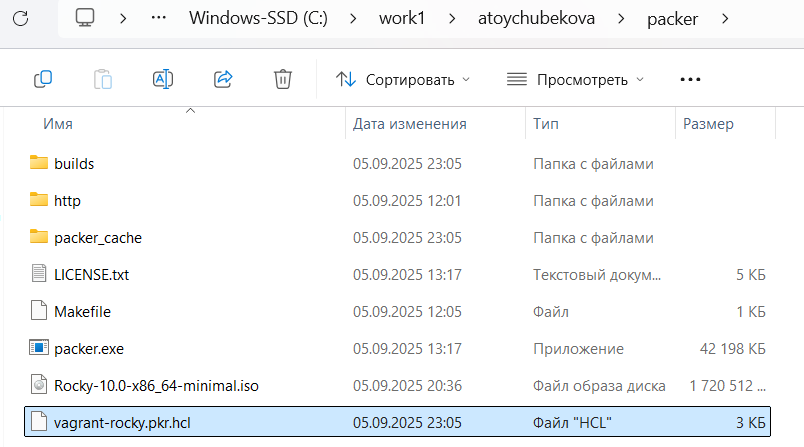 Windows-SSD (C:) > work1 > atoychubekova > packer >
Сортировать Просмотреть
Имя Дата изменения Тип Размер
builds 05.09.2025 23:05 Папка с файлами
http 05.09.2025 12:01 Папка с файлами
packer_cache 05.09.2025 23:05 Папка с файлами
LICENSE.txt 05.09.2025 13:17 Текстовый докум... 5 КБ
Makefile 05.09.2025 12:05 Файл 1 КБ
packer.exe 05.09.2025 13:17 Приложение 42 198 КБ
Rocky-10.0-x86_64-minimal.iso 05.09.2025 20:36 Файл образа диска 1 720 512 ...
vagrant-rocky.pkr.hcl 05.09.2025 23:05 Файл "HCL" 3 КБ